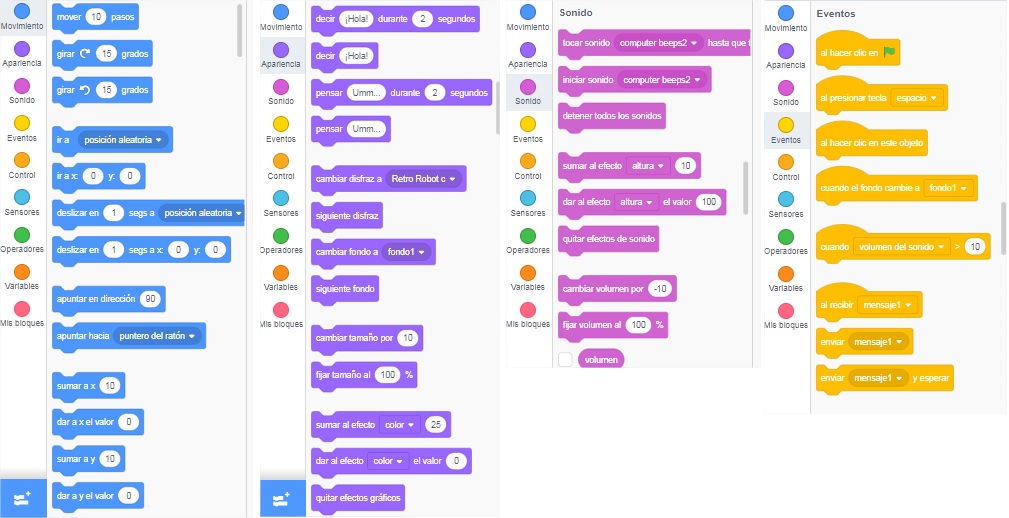 Movimiento
Apariencia
Sonido
Eventos
Control
Sensores
Operadores
Variables
Mis bloques
mover 10 pasos
girar 15 grados
girar 15 grados
ir a posición aleatoria
ir a x: 0 y: 0
deslizar en 1 segs a posición aleatoria
deslizar en 1 segs a x: 0 y: 0
apuntar en dirección 90
apuntar hacia puntero del ratón
sumar a x 10
dar a x el valor 0
sumar a y 10
dar a y el valor 0
Movimiento
Apariencia
Sonido
Eventos
Control
Sensores
Operadores
Variables
Mis bloques
decir ¡Hola! durante 2 segundos
decir ¡Hola!
pensar Umm... durante 2 segundos
pensar Umm...
cambiar disfraz a Retro Robot c
siguiente disfraz
cambiar fondo a fondo1
siguiente fondo
cambiar tamaño por 10
fijar tamaño al 100 %
sumar al efecto color 25
dar al efecto color el valor 0
quitar efectos gráficos
Movimiento
Apariencia
Sonido
Eventos
Control
Sensores
Operadores
Variables
Mis bloques
Sonido
tocar sonido computer beeps2 hasta que t
iniciar sonido computer beeps2
detener todos los sonidos
sumar al efecto altura 10
dar al efecto altura el valor 100
quitar efectos de sonido
cambiar volumen por -10
fijar volumen al 100 %
volumen
Movimiento
Apariencia
Sonido
Eventos
Control
Sensores
Operadores
Variables
Mis bloques
Eventos
al hacer clic en
al presionar tecla espacio
al hacer clic en este objeto
cuando el fondo cambie a fondo1
cuando volumen del sonido > 10
al recibir mensaje1
enviar mensaje1
enviar mensaje1 y esperar